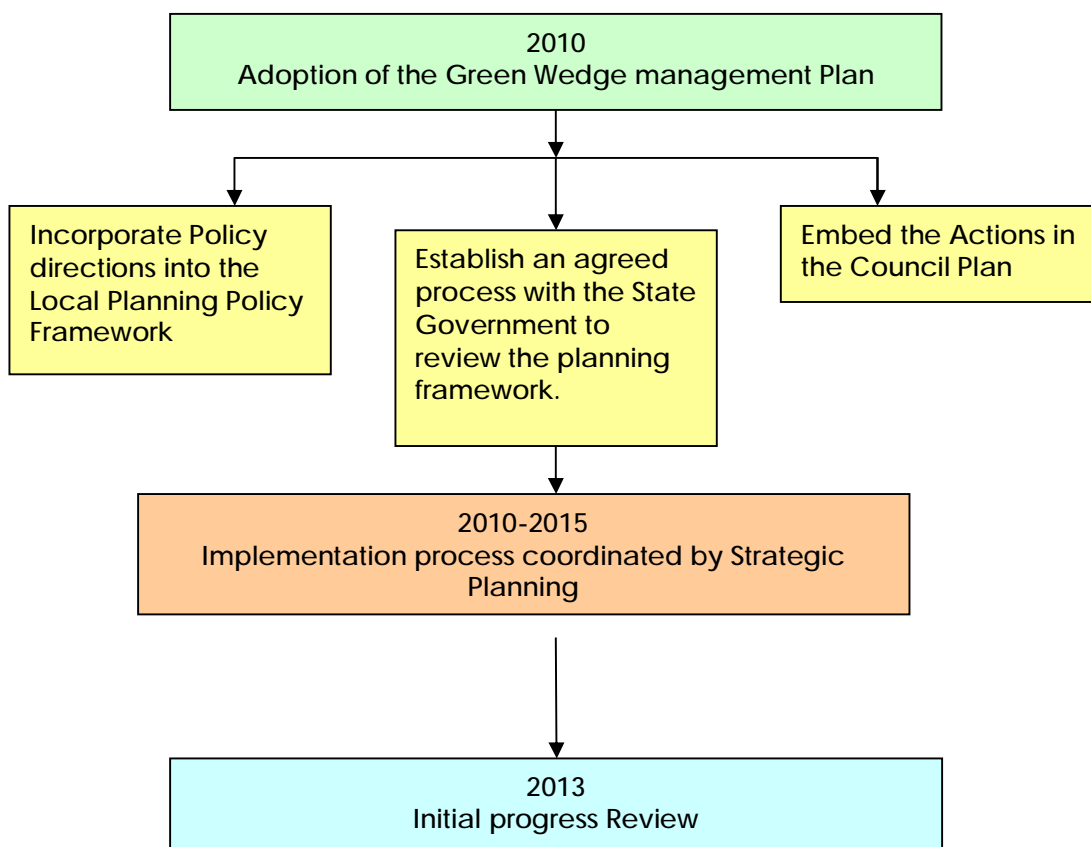 2010
Adoption of the Green Wedge management Plan
Incorporate Policy
directions into the
Local Planning Policy
Framework
Establish an agreed
process with the State
Government to
review the planning
framework.
Embed the Actions in
the Council Plan
2010-2015
Implementation process coordinated by Strategic
Planning
2013
Initial progress Review